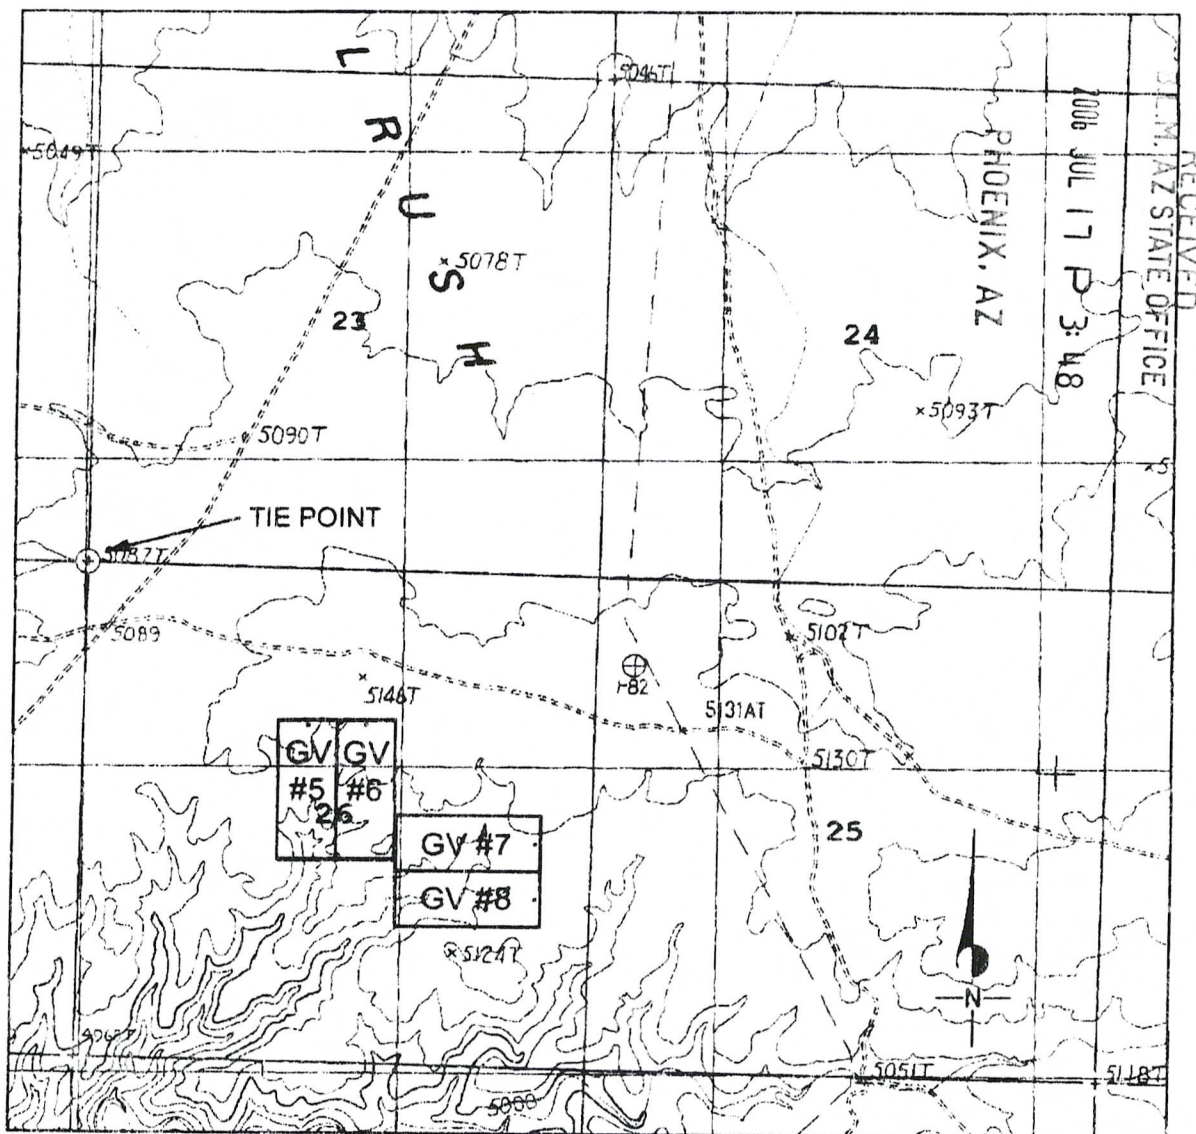 L
R
U
S
H
5046T
RECEIVED
B.L.M. AZ STATE OFFICE
2006 JUL 17 P 3:48
PHOENIX, AZ
×5049T
×5078T
23
24
×5093T
5090T
×5
TIE POINT
5087T
5089
5102T
×5146T
F82
5131AT
GV
#5
GV
#6
5130T
26
25
GV #7
GV #8
×5124T
N
5051T
5118T
5000